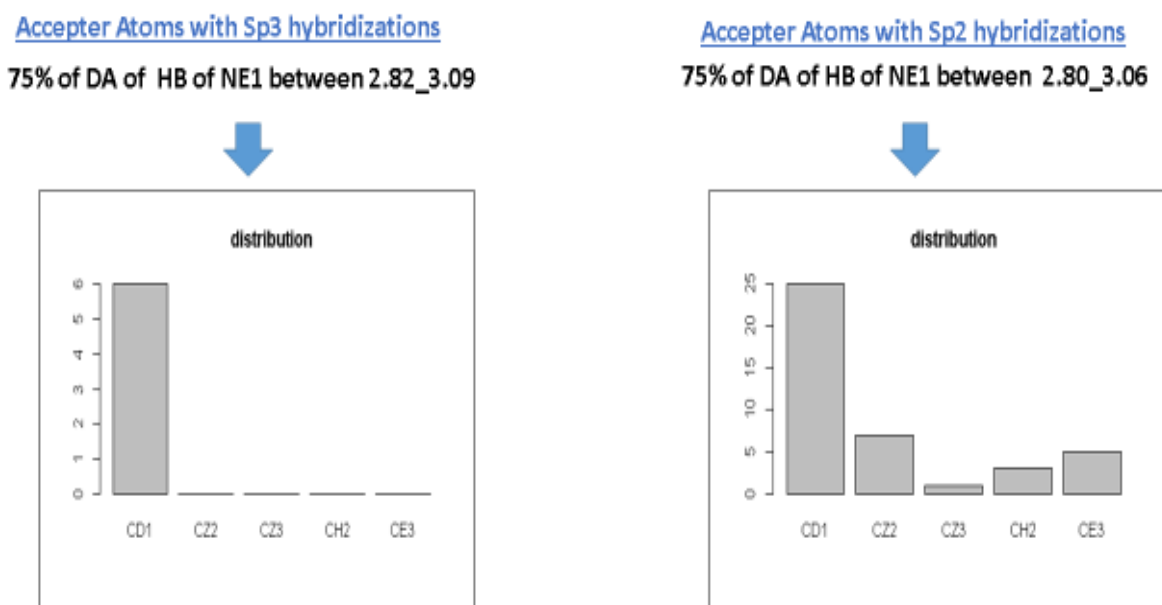 Accepter Atoms with Sp3 hybridizations
75% of DA of HB of NE1 between 2.82_3.09
distribution
6
5
4
3
2
1
0
CD1 CZ2 CZ3 CH2 CE3
Accepter Atoms with Sp2 hybridizations
75% of DA of HB of NE1 between 2.80_3.06
distribution
25
20
15
10
5
0
CD1 CZ2 CZ3 CH2 CE3